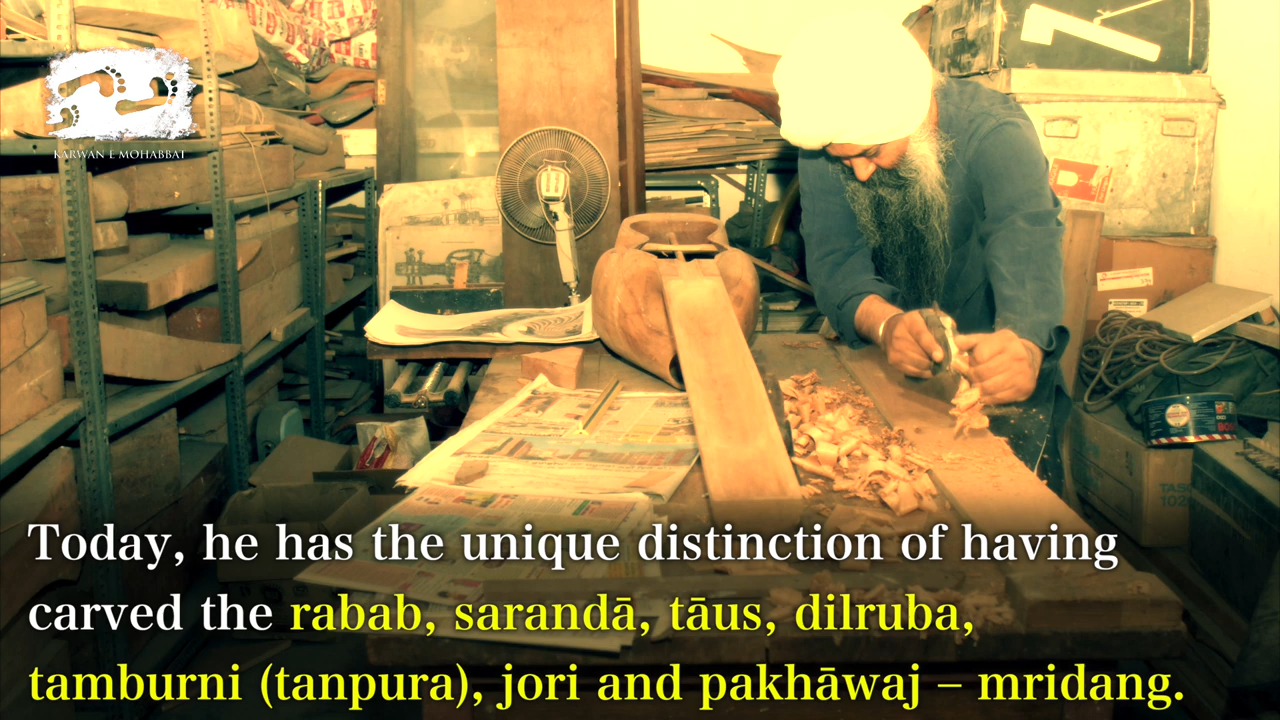 KARWAN E MOHABBAT
Today, he has the unique distinction of having
carved the rabab, sarandā, tāus, dilruba,
tamburni (tanpura), jori and pakhāwaj – mridang.